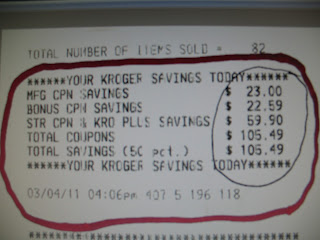 TOTAL NUMBER OF ITEMS SOLD = 82
******YOUR KROGER SAVINGS TODAY******
MFG CPN SAVINGS $ 23.00
BONUS CPN SAVINGS $ 22.59
STR CPN & KRO PLUS SAVINGS $ 59.90
TOTAL COUPONS $ 105.49
TOTAL SAVINGS (50 pct.) $ 105.49
******YOUR KROGER SAVINGS TODAY******
03/04/11 04:06pm 407 5 196 118